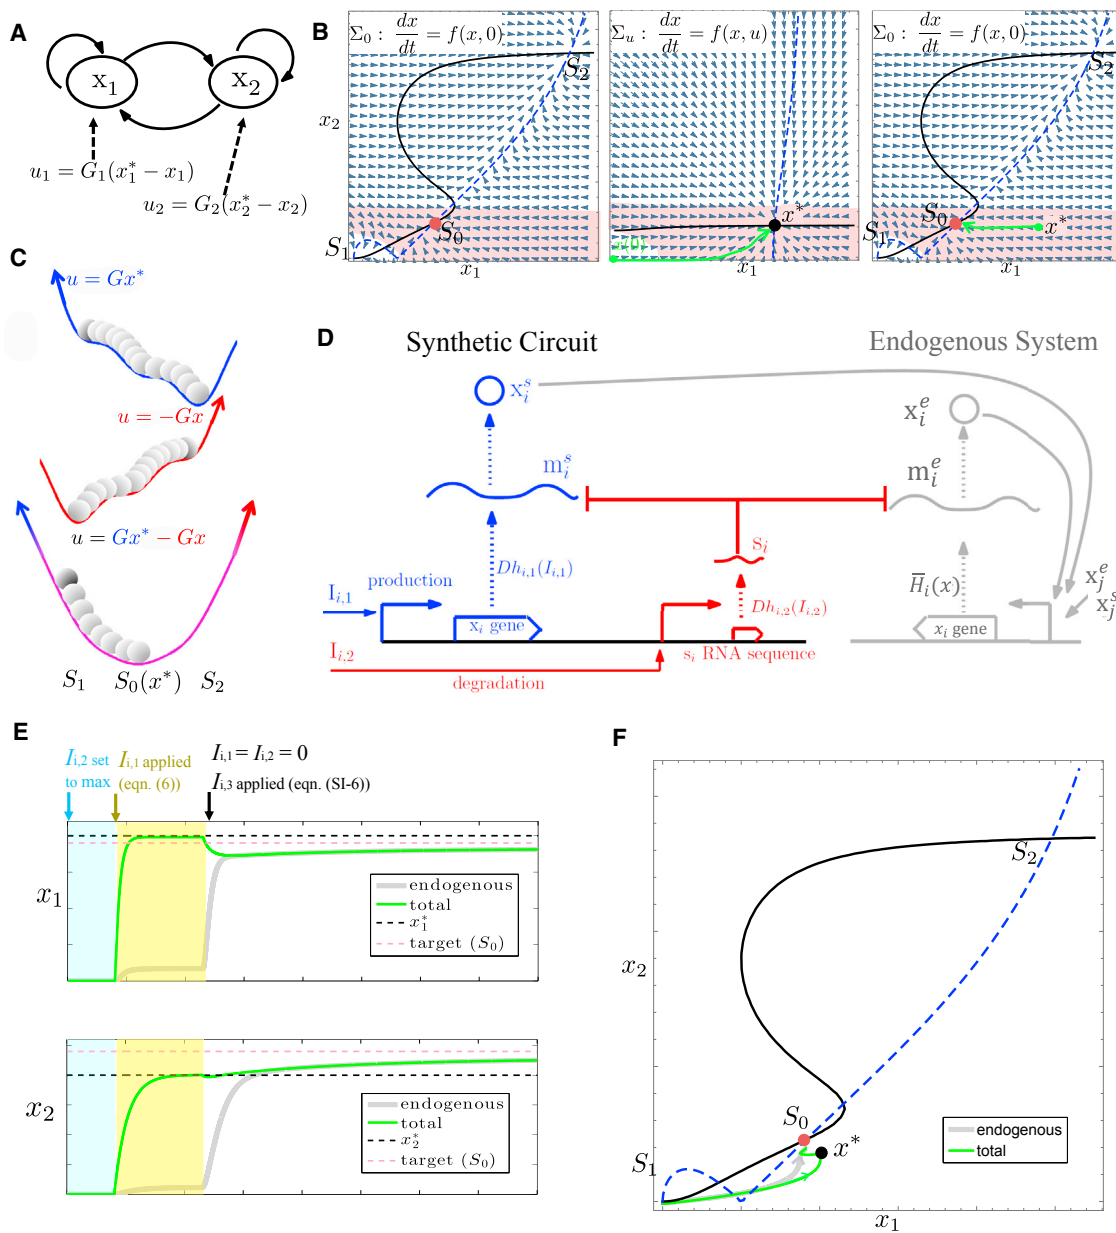 A
x₁
x₂
u₁ = G₁(x₁* − x₁)
u₂ = G₂(x₂* − x₂)
B
Σ₀ : dx/dt = f(x, 0)
S₂
x₂
S₀
S₁
x₁
Σᵤ : dx/dt = f(x, u)
x*
x(0)
x₁
Σ₀ : dx/dt = f(x, 0)
S₂
S₀
x*
S₁
x₁
C
u = Gx*
u = −Gx
u = Gx* − Gx
S₁ S₀(x*) S₂
D
Synthetic Circuit
Endogenous System
xᵢˢ
xᵢᵉ
mᵢˢ
mᵢᵉ
sᵢ
Dhᵢ,₁(Iᵢ,₁)
Dhᵢ,₂(Iᵢ,₂)
H̅ᵢ(x)
xⱼᵉ
xⱼˢ
production
Iᵢ,₁
xᵢ gene
xᵢ gene
Iᵢ,₂
sᵢ RNA sequence
degradation
E
Iᵢ,₂ set
to max
Iᵢ,₁ applied
(eqn. (6))
Iᵢ,₁ = Iᵢ,₂ = 0
Iᵢ,₃ applied (eqn. (SI-6))
x₁
endogenous
total
x₁*
target (S₀)
x₂
endogenous
total
x₂*
target (S₀)
F
S₂
x₂
S₀
x*
S₁
endogenous
total
x₁